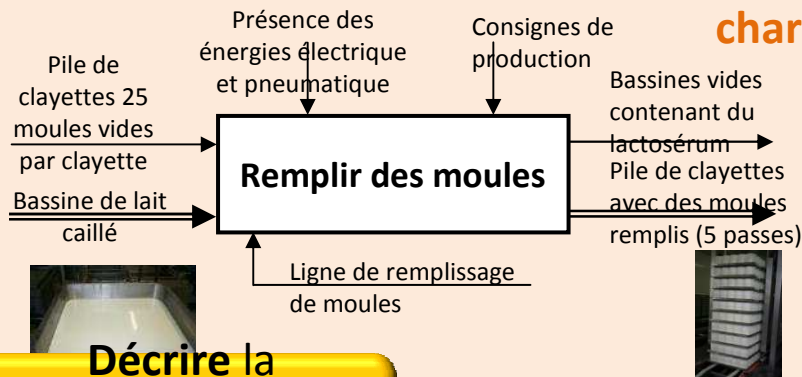 Présence des
énergies électrique
et pneumatique
Consignes de
production
char
Pile de
clayettes 25
moules vides
par clayette
Bassine de lait
caillé
Remplir des moules
Bassines vides
contenant du
lactosérum
Pile de clayettes
avec des moules
remplis (5 passes)
Ligne de remplissage
de moules
Décrire la